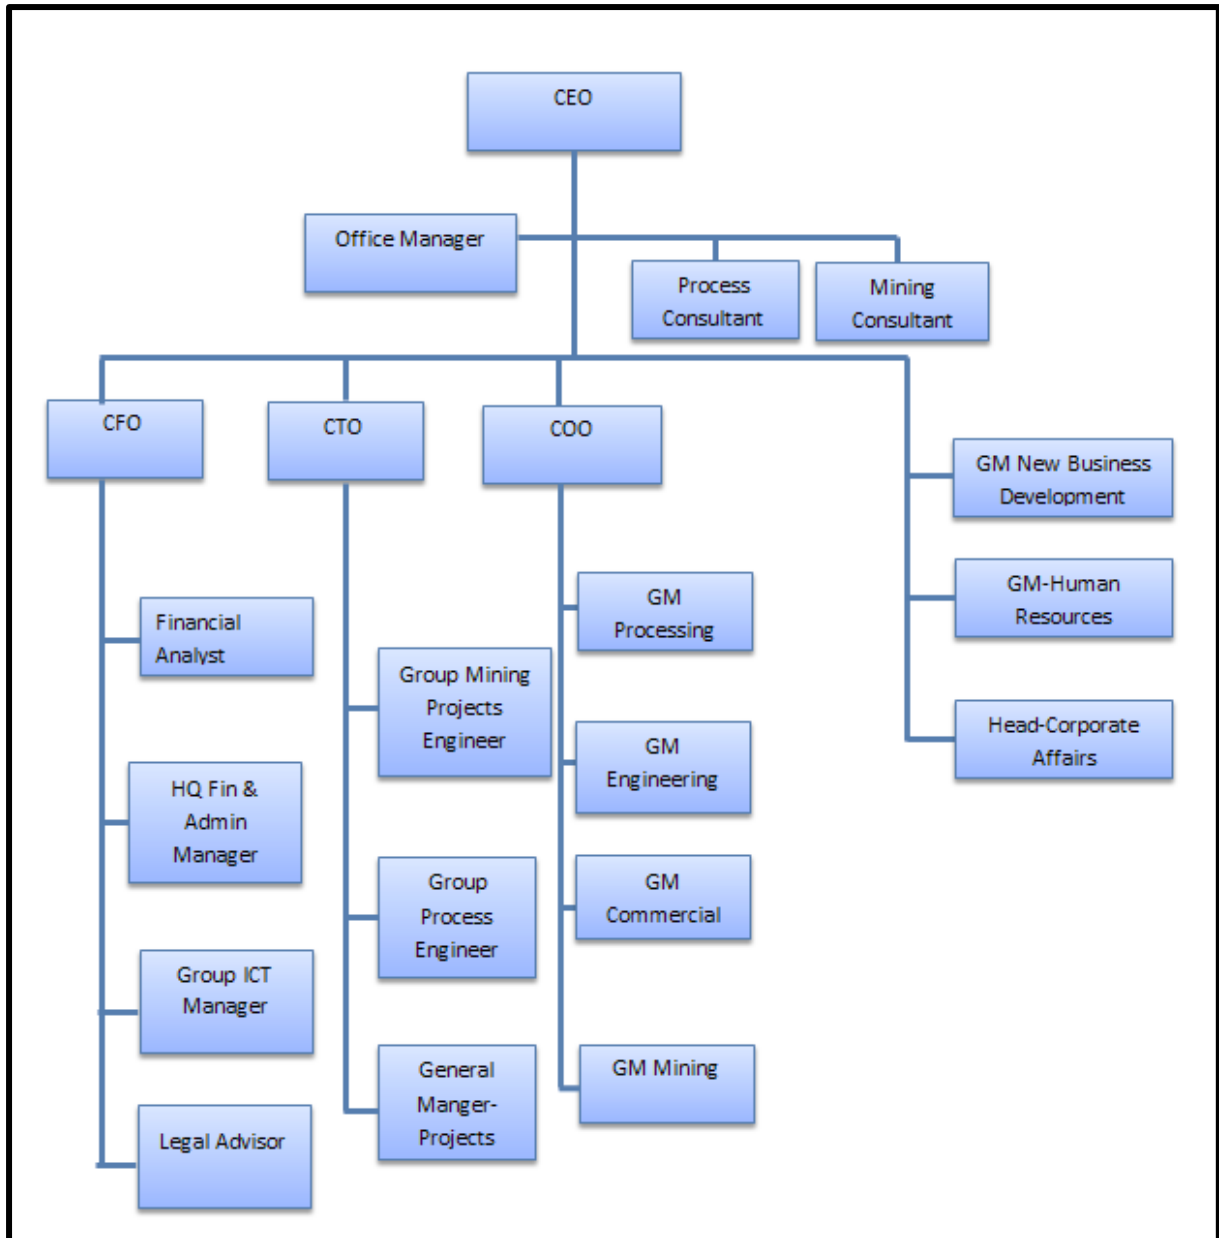 CEO
Office Manager
Process
Consultant
Mining
Consultant
CFO
CTO
COO
GM New Business
Development
GM-Human
Resources
Head-Corporate
Affairs
Financial
Analyst
HQ Fin &
Admin
Manager
Group ICT
Manager
Legal Advisor
Group Mining
Projects
Engineer
Group
Process
Engineer
General
Manger-
Projects
GM
Processing
GM
Engineering
GM
Commercial
GM Mining